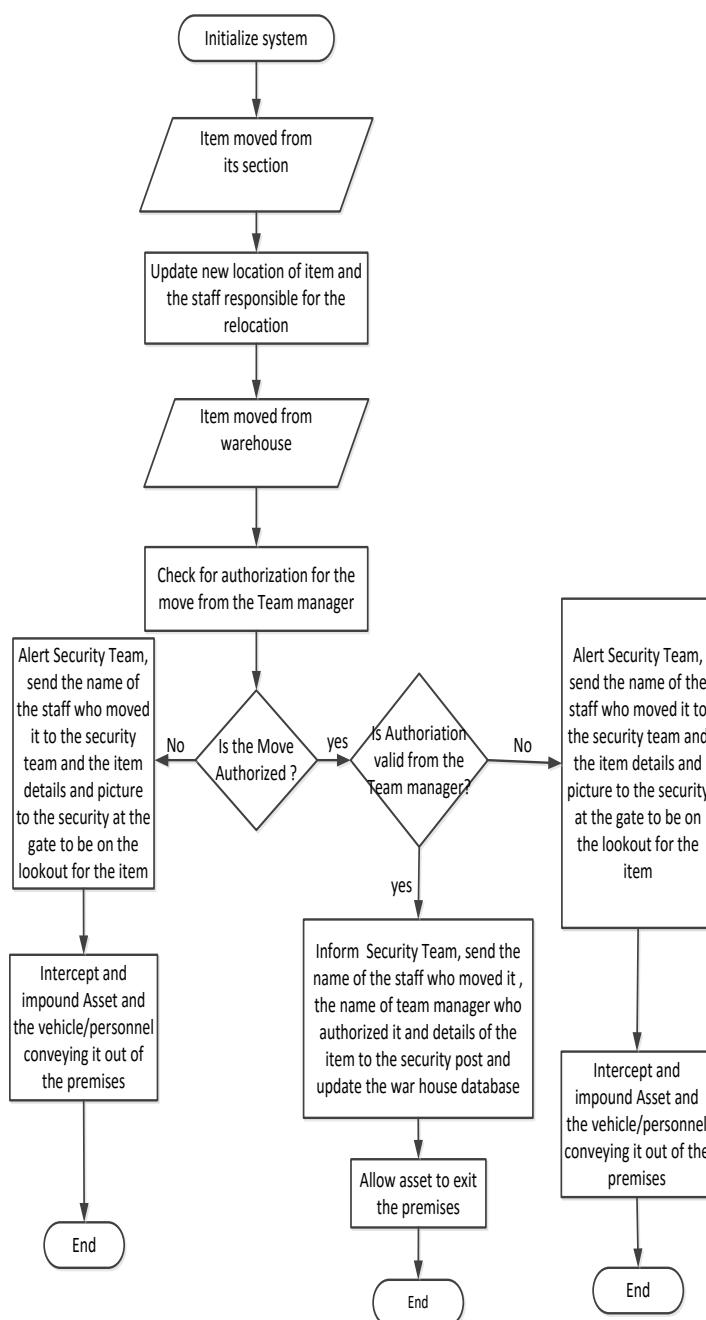 Initialize system
Item moved from
its section
Update new location of item and
the staff responsible for the
relocation
Item moved from
warehouse
Check for authorization for the
move from the Team manager
Alert Security Team,
send the name of
the staff who moved
it to the security
team and the item
details and picture
to the security at the
gate to be on the
lookout for the item
No
Is the Move
Authorized ?
yes
Is Authoriation
valid from the
Team manager?
No
Alert Security Team,
send the name of the
staff who moved it to
the security team and
the item details and
picture to the security
at the gate to be on
the lookout for the
item
yes
Intercept and
impound Asset and
the vehicle/personnel
conveying it out of
the premises
Inform Security Team, send the
name of the staff who moved it ,
the name of team manager who
authorized it and details of the
item to the security post and
update the war house database
Intercept and
impound Asset and
the vehicle/personnel
conveying it out of the
premises
Allow asset to exit
the premises
End
End
End